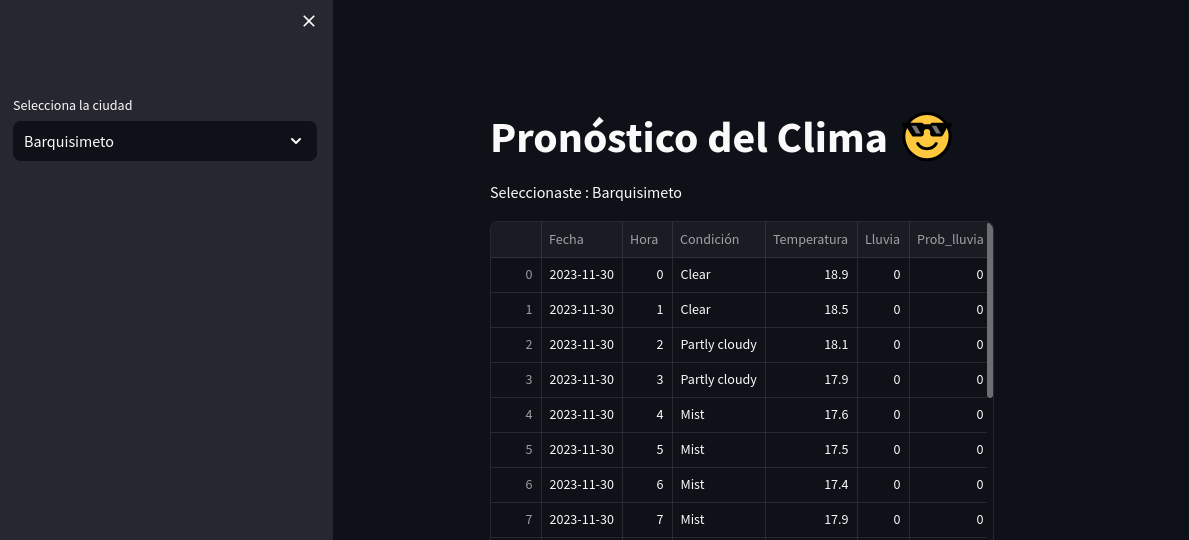 Selecciona la ciudad
Barquisimeto
Pronóstico del Clima 😎
Seleccionaste : Barquisimeto
Fecha Hora Condición Temperatura Lluvia Prob_lluvia
0 2023-11-30 0 Clear 18.9 0 0
1 2023-11-30 1 Clear 18.5 0 0
2 2023-11-30 2 Partly cloudy 18.1 0 0
3 2023-11-30 3 Partly cloudy 17.9 0 0
4 2023-11-30 4 Mist 17.6 0 0
5 2023-11-30 5 Mist 17.5 0 0
6 2023-11-30 6 Mist 17.4 0 0
7 2023-11-30 7 Mist 17.9 0 0